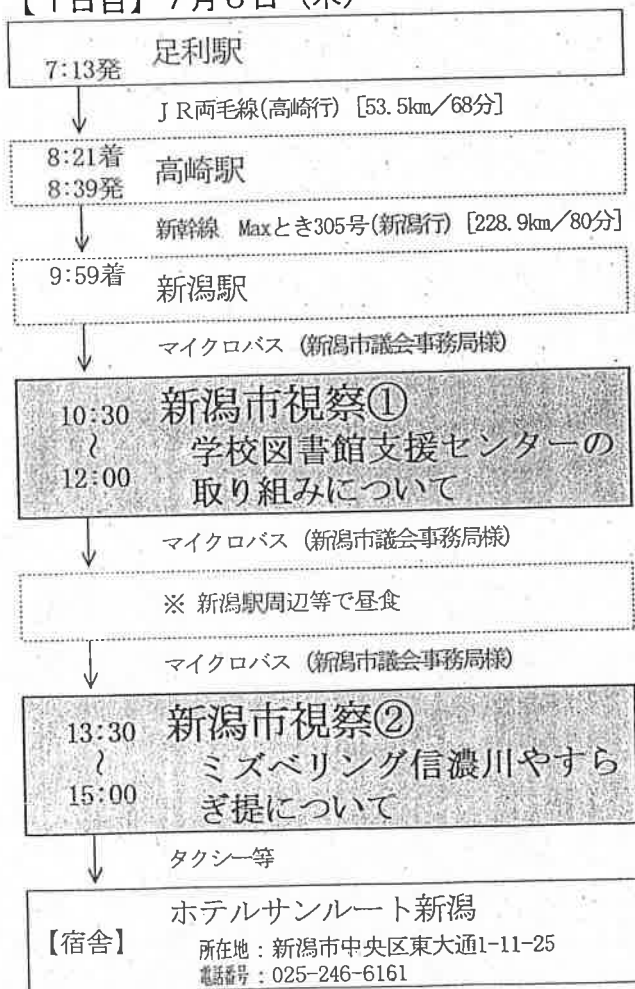 【1日目】7月6日（木）
足利駅
7:13発
JR両毛線(高崎行) [53.5km／68分]
8:21着
高崎駅
8:39発
新幹線 Maxとき305号(新潟行) [228.9km／80分]
9:59着
新潟駅
マイクロバス (新潟市議会事務局様)
10:30
～
12:00
新潟市視察①
学校図書館支援センターの
取り組みについて
マイクロバス (新潟市議会事務局様)
※ 新潟駅周辺等で昼食
マイクロバス (新潟市議会事務局様)
13:30
～
15:00
新潟市視察②
ミズベリング信濃川やすら
ぎ提について
タクシー等
【宿舎】
ホテルサンルート新潟
所在地：新潟市中央区東大通1-11-25
電話番号：025-246-6161